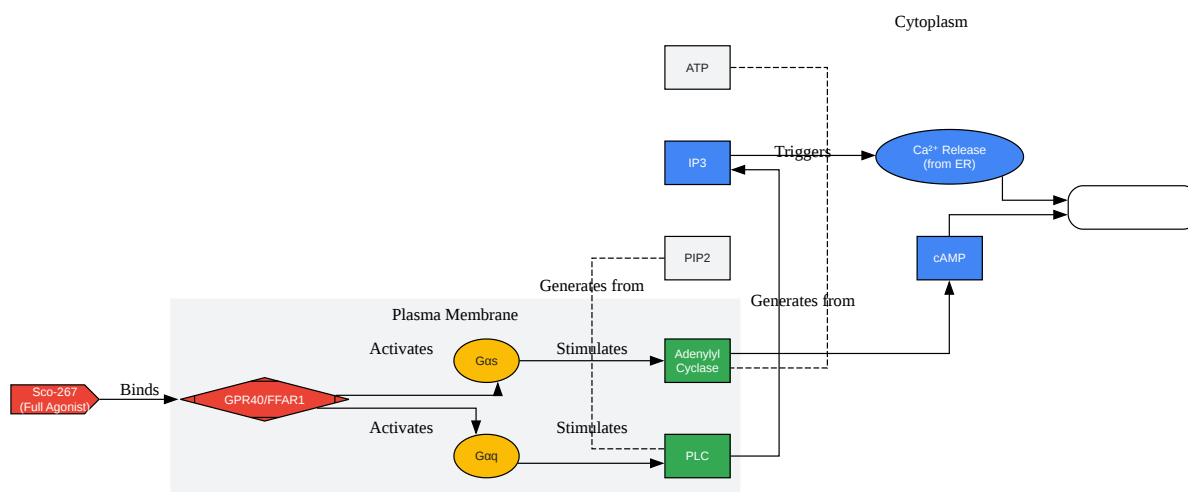 Cytoplasm
ATP
IP3
Triggers
Ca²⁺ Release
(from ER)
PIP2
cAMP
Generates from
Generates from
Plasma Membrane
Activates
Gαs
Stimulates
Adenylyl
Cyclase
Sco-267
(Full Agonist)
Binds
GPR40/FFAR1
Activates
Gαq
Stimulates
PLC